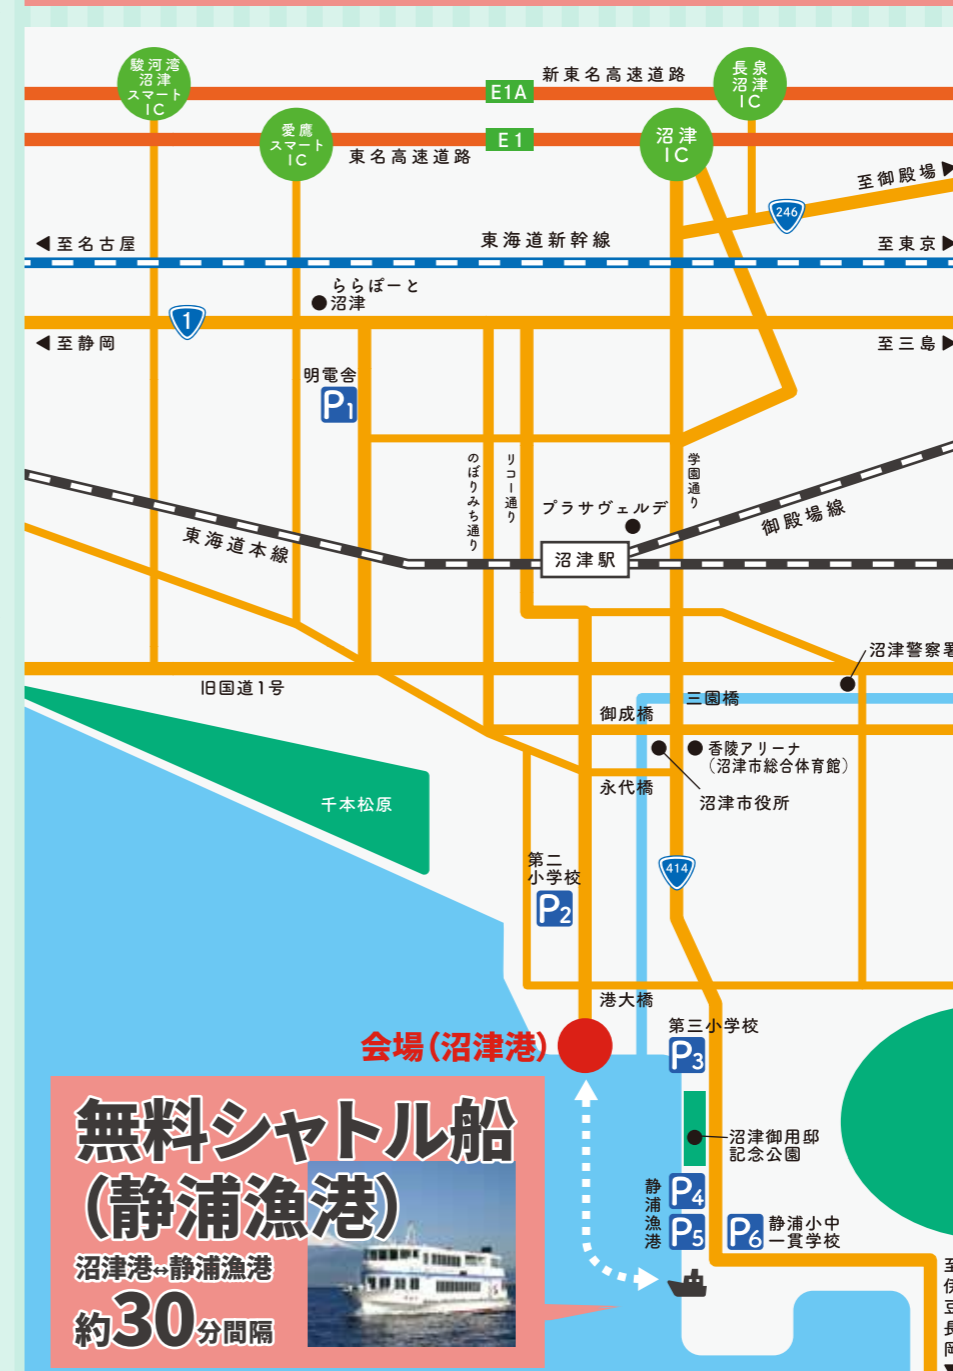 駿河湾
沼津
スマート
IC
新東名高速道路
E1A
長泉
沼津
IC
愛鷹
スマート
IC
東名高速道路
E1
沼津
IC
至御殿場▶
246
◀至名古屋
東海道新幹線
至東京▶
ららぽーと
沼津
1
◀至静岡
至三島▶
明電舎
P1
のぼりみち通り
リコー通り
学園通り
プラサヴェルデ
御殿場線
東海道本線
沼津駅
沼津警察署
旧国道1号
三園橋
御成橋
香陵アリーナ
(沼津市総合体育館)
永代橋
沼津市役所
千本松原
第二
小学校
P2
414
港大橋
会場(沼津港)
第三小学校
P3
沼津御用邸
記念公園
静浦漁港
P4
P5
P6
静浦小中
一貫学校
至伊豆長岡
無料シャトル船
(静浦漁港)
沼津港↔静浦漁港
約30分間隔